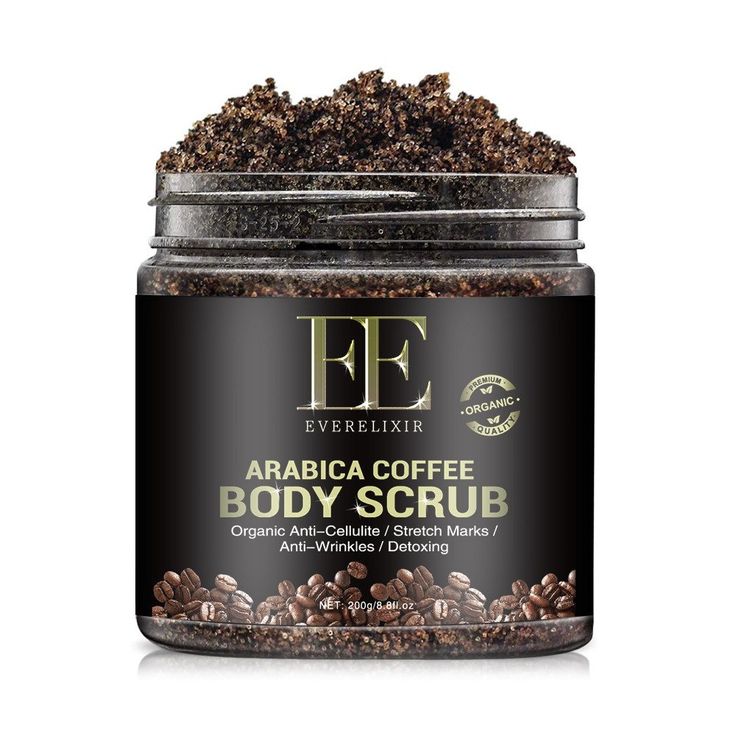 EE
EVERELIXIR
PREMIUM
ORGANIC
QUALITY
ARABICA COFFEE
BODY SCRUB
Organic Anti-Cellulite / Stretch Marks /
Anti-Wrinkles / Detoxing
NET: 200g/8.8fl.oz